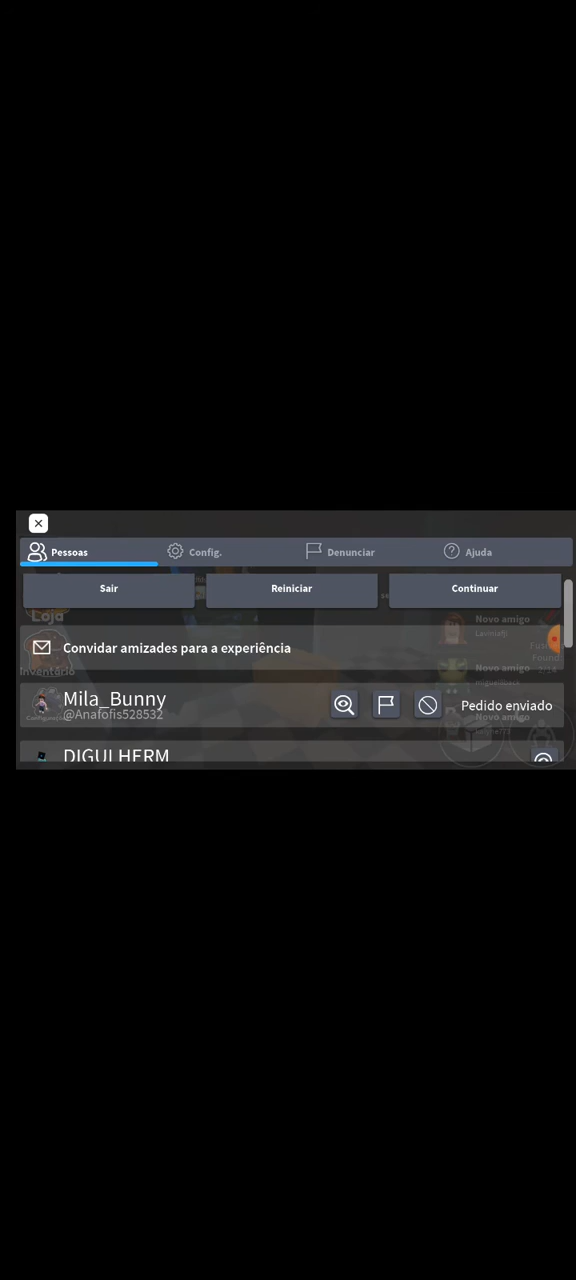 Pessoas
Config.
Denunciar
Ajuda
Sair
Reiniciar
Continuar
Loja
Novo amigo
Convidar amizades para a experiência
Found
Inventário
Novo amigo
Mila_Bunny
@Anafofis528532
Pedido enviado
Novo amigo
DIGULHERM